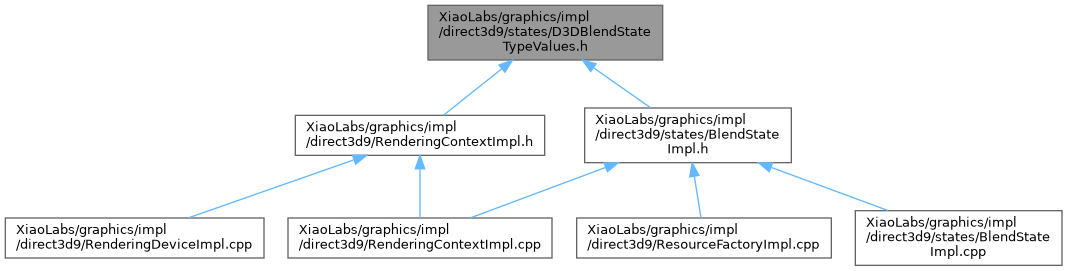 XiaoLabs/graphics/impl
/direct3d9/states/D3DBlendState
TypeValues.h
XiaoLabs/graphics/impl
/direct3d9/RenderingContextImpl.h
XiaoLabs/graphics/impl
/direct3d9/states/BlendState
Impl.h
XiaoLabs/graphics/impl
/direct3d9/RenderingDeviceImpl.cpp
XiaoLabs/graphics/impl
/direct3d9/RenderingContextImpl.cpp
XiaoLabs/graphics/impl
/direct3d9/ResourceFactoryImpl.cpp
XiaoLabs/graphics/impl
/direct3d9/states/BlendState
Impl.cpp